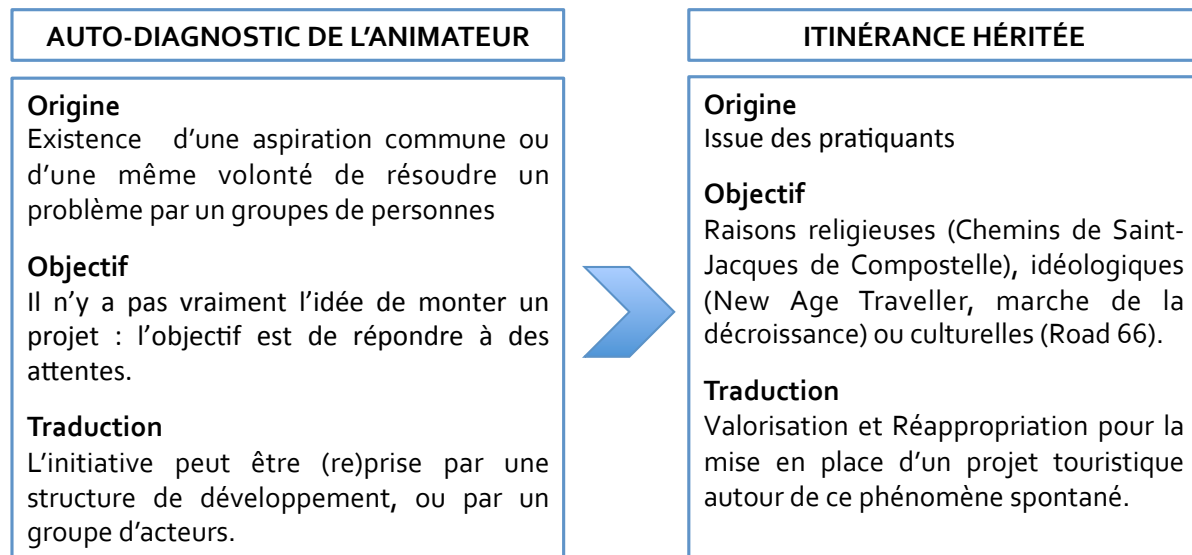 AUTO-DIAGNOSTIC DE L'ANIMATEUR
Origine
Existence d'une aspiration commune ou
d'une même volonté de résoudre un
problème par un groupes de personnes
Objectif
Il n'y a pas vraiment l'idée de monter un
projet : l'objectif est de répondre à des
attentes.
Traduction
L'initiative peut être (re)prise par une
structure de développement, ou par un
groupe d'acteurs.
ITINÉRANCE HÉRITÉE
Origine
Issue des pratiquants
Objectif
Raisons religieuses (Chemins de Saint-
Jacques de Compostelle), idéologiques
(New Age Traveller, marche de la
décroissance) ou culturelles (Road 66).
Traduction
Valorisation et Réappropriation pour la
mise en place d'un projet touristique
autour de ce phénomène spontané.